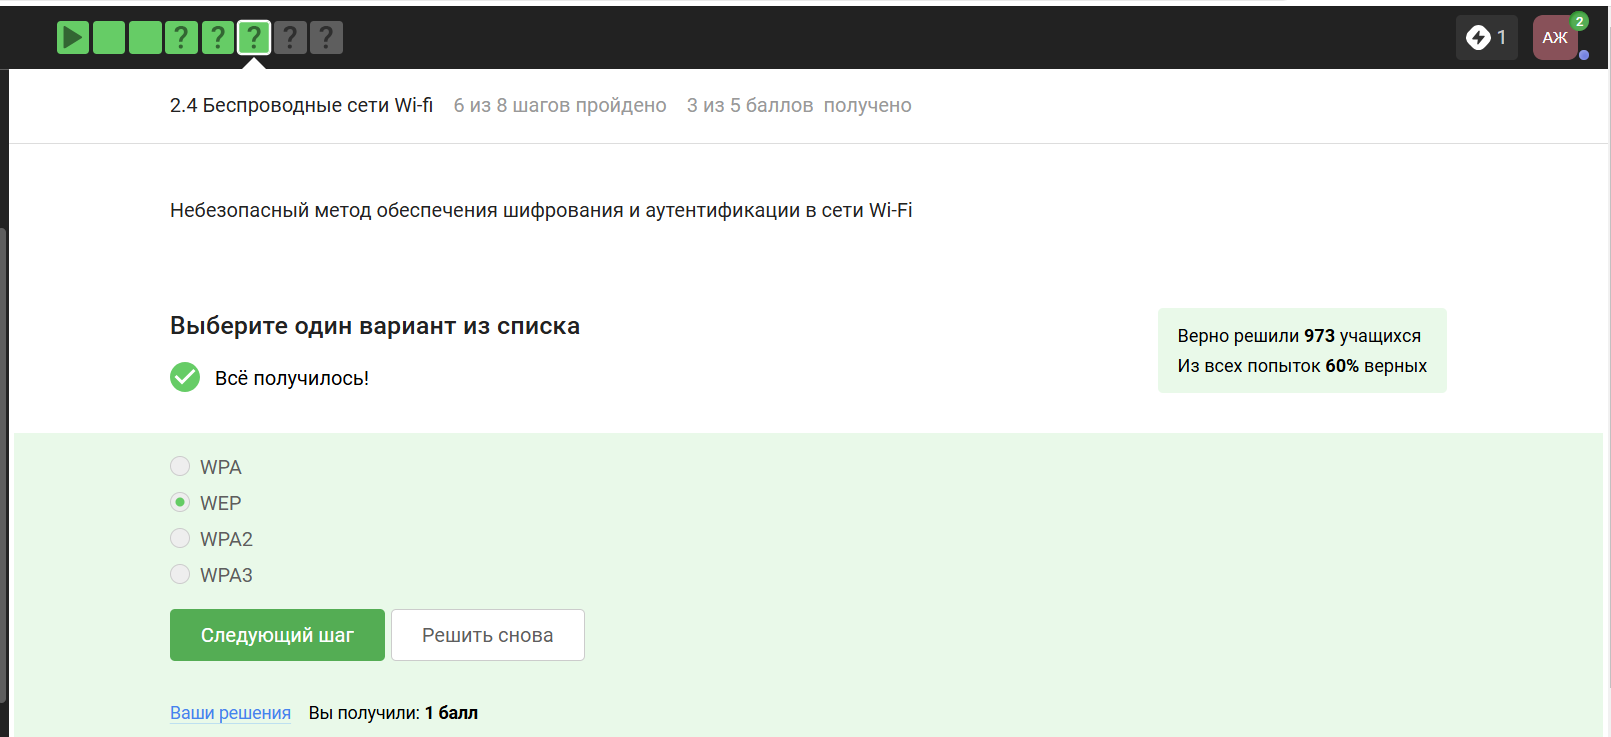 ? ? ? ? ?
1
АЖ
2
2.4 Беспроводные сети Wi-fi 6 из 8 шагов пройдено 3 из 5 баллов получено
Небезопасный метод обеспечения шифрования и аутентификации в сети Wi-Fi
Выберите один вариант из списка
Всё получилось!
Верно решили 973 учащихся
Из всех попыток 60% верных
WPA
WEP
WPA2
WPA3
Следующий шаг
Решить снова
Ваши решения Вы получили: 1 балл